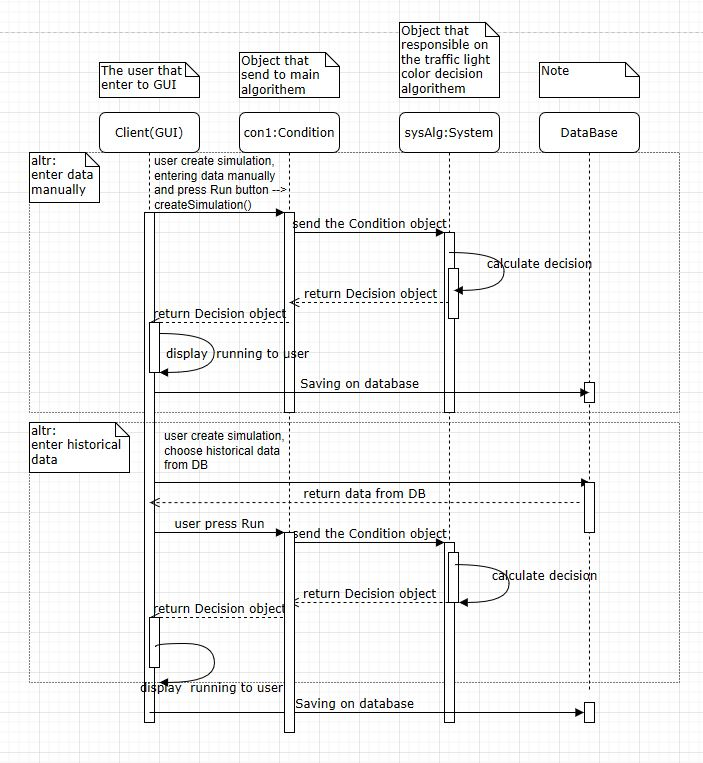 The user that
enter to GUI
Object that
send to main
algorithem
Object that
responsible on
the traffic light
color decision
algorithem
Note
Client(GUI)
con1:Condition
sysAlg:System
DataBase
altr:
enter data
manually
user create simulation,
entering data manually
and press Run button -->
createSimulation()
send the Condition object
calculate decision
return Decision object
return Decision object
display running to user
Saving on database
altr:
enter historical
data
user create simulation,
choose historical data
from DB
return data from DB
user press Run
send the Condition object
calculate decision
return Decision object
return Decision object
display running to user
Saving on database